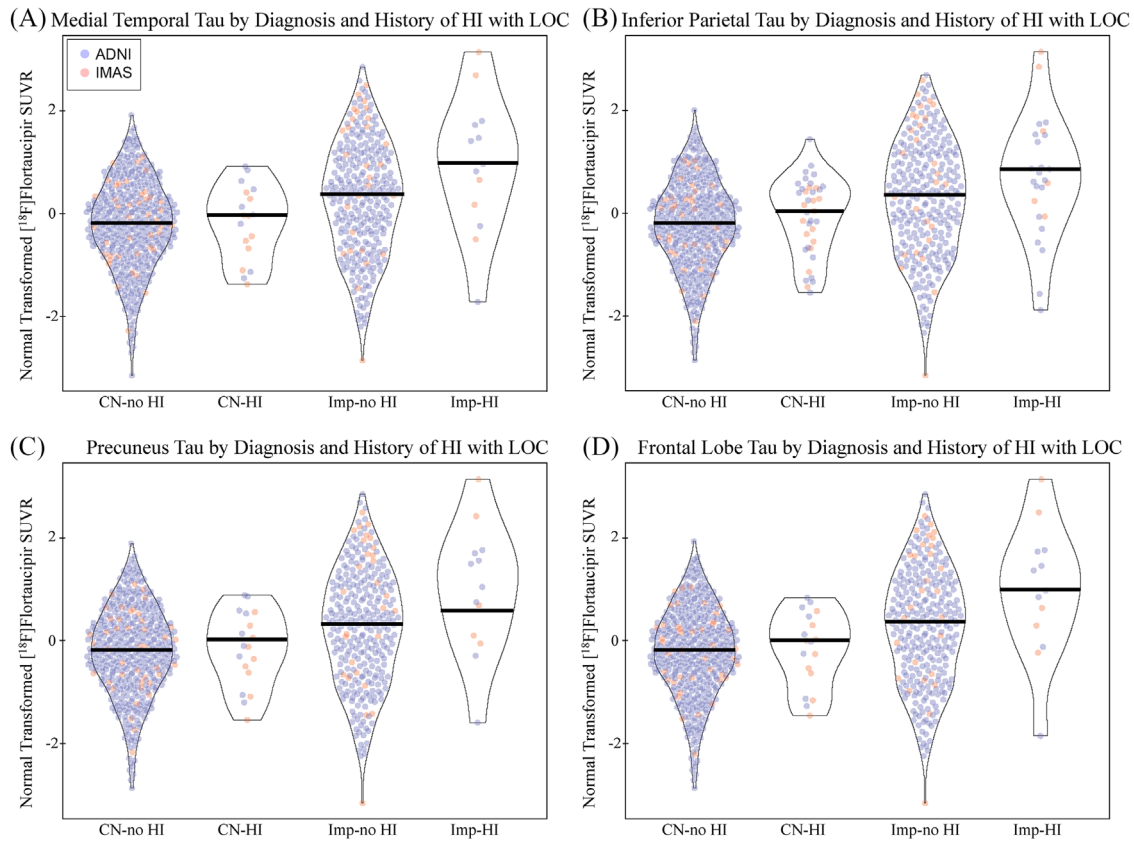 (A) Medial Temporal Tau by Diagnosis and History of HI with LOC
ADNI
IMAS
Normal Transformed [¹⁸F]Flortaucipir SUVR
2
0
-2
CN-no HI CN-HI Imp-no HI Imp-HI
(B) Inferior Parietal Tau by Diagnosis and History of HI with LOC
Normal Transformed [¹⁸F]Flortaucipir SUVR
2
0
-2
CN-no HI CN-HI Imp-no HI Imp-HI
(C) Precuneus Tau by Diagnosis and History of HI with LOC
Normal Transformed [¹⁸F]Flortaucipir SUVR
2
0
-2
CN-no HI CN-HI Imp-no HI Imp-HI
(D) Frontal Lobe Tau by Diagnosis and History of HI with LOC
Normal Transformed [¹⁸F]Flortaucipir SUVR
2
0
-2
CN-no HI CN-HI Imp-no HI Imp-HI